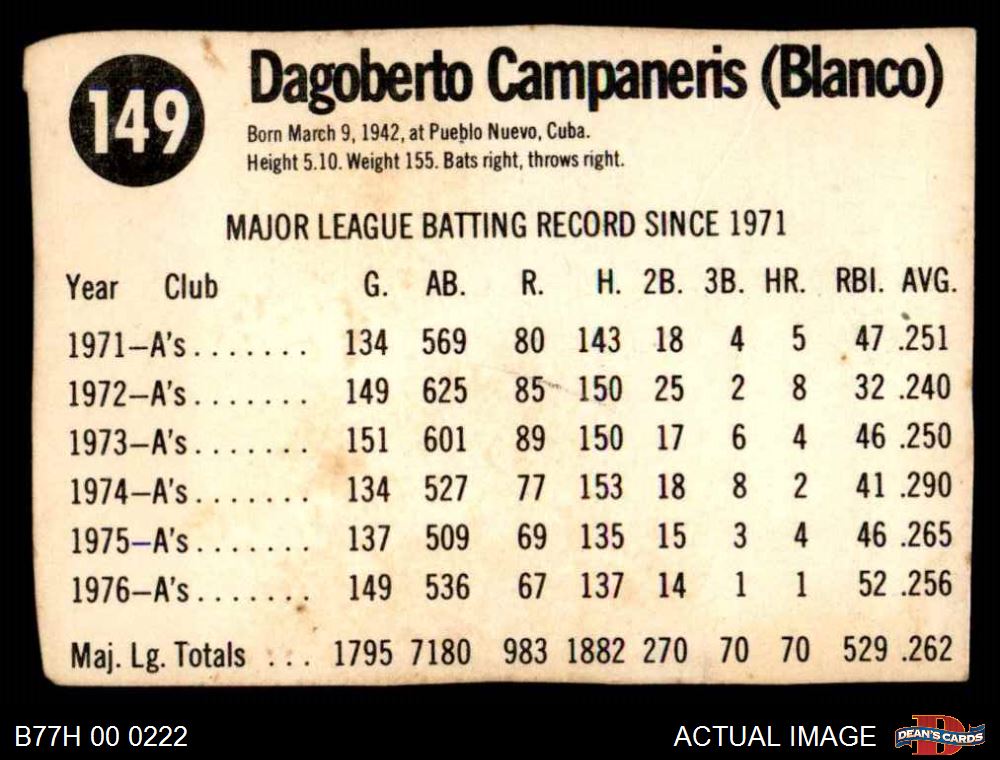 149
Dagoberto Campaneris (Blanco)
Born March 9, 1942, at Pueblo Nuevo, Cuba.
Height 5.10. Weight 155. Bats right, throws right.
MAJOR LEAGUE BATTING RECORD SINCE 1971
Year Club G. AB. R. H. 2B. 3B. HR. RBI. AVG.
1971—A's....... 134 569 80 143 18 4 5 47 .251
1972—A's....... 149 625 85 150 25 2 8 32 .240
1973—A's....... 151 601 89 150 17 6 4 46 .250
1974—A's....... 134 527 77 153 18 8 2 41 .290
1975—A's....... 137 509 69 135 15 3 4 46 .265
1976—A's....... 149 536 67 137 14 1 1 52 .256
Maj. Lg. Totals ... 1795 7180 983 1882 270 70 70 529 .262
B77H 00 0222 ACTUAL IMAGE DEAN'S CARDS